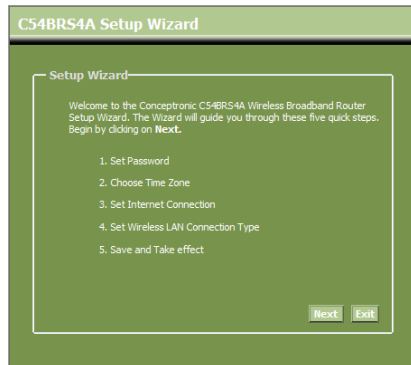 C54BRS4A Setup Wizard
Setup Wizard
Welcome to the Conceptronic C54BRS4A Wireless Broadband Router
Setup Wizard. The Wizard will guide you through these five quick steps.
Begin by clicking on Next.
1. Set Password
2. Choose Time Zone
3. Set Internet Connection
4. Set Wireless LAN Connection Type
5. Save and Take effect
Next Exit